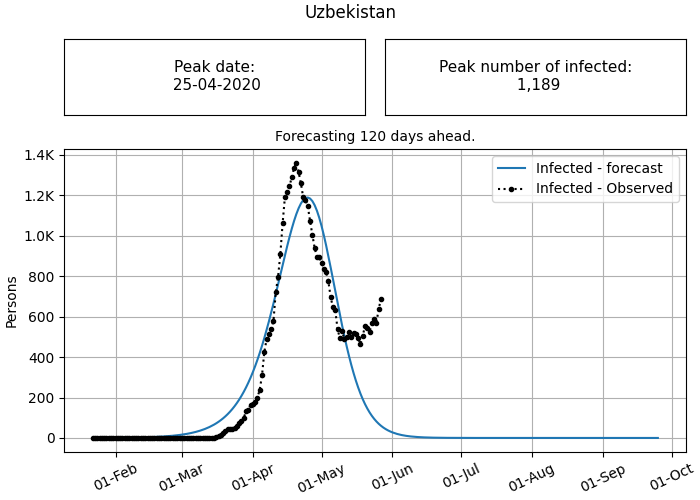 Uzbekistan
Peak date:
25-04-2020
Peak number of infected:
1,189
Forecasting 120 days ahead.
1.4K
1.2K
1.0K
800
600
400
200
0
Persons
Infected - forecast
Infected - Observed
01-Feb
01-Mar
01-Apr
01-May
01-Jun
01-Jul
01-Aug
01-Sep
01-Oct